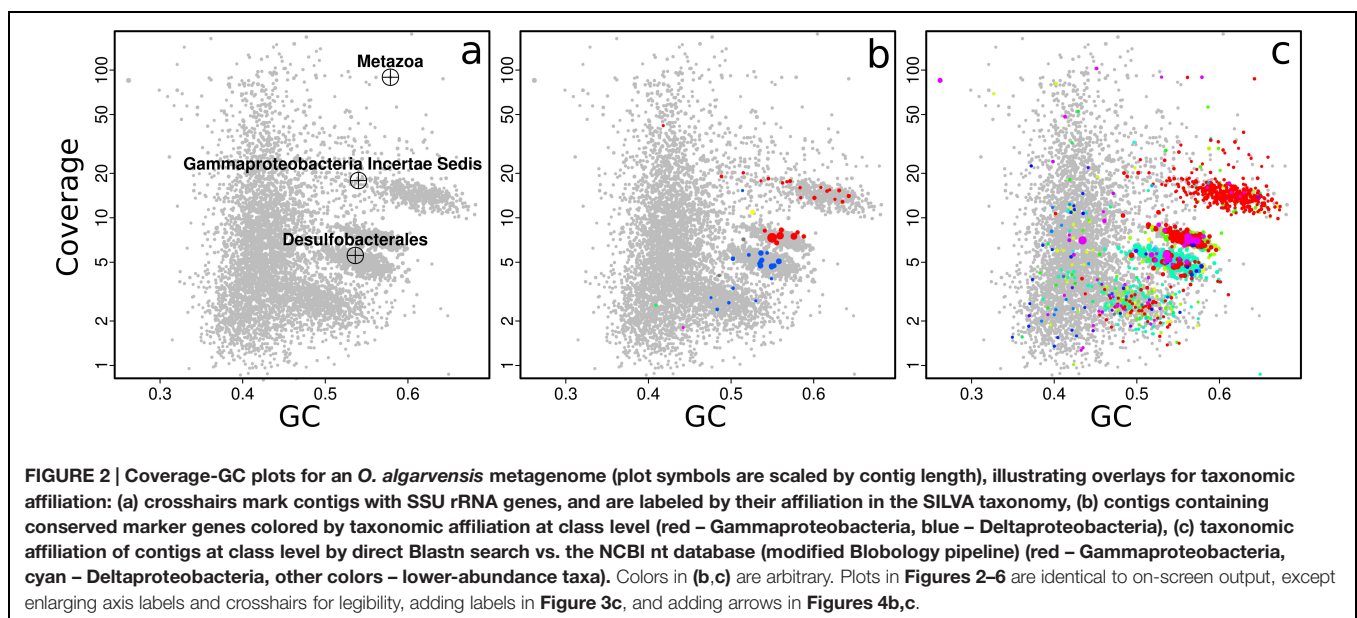 a
b
c
Metazoa
Gammaproteobacteria Incertae Sedis
Desulfobacterales
Coverage
100
50
20
10
5
2
1
0.3 0.4 0.5 0.6
GC
100
50
20
10
5
2
1
0.3 0.4 0.5 0.6
GC
100
50
20
10
5
2
1
0.3 0.4 0.5 0.6
GC
FIGURE 2 | Coverage-GC plots for an O. algarvensis metagenome (plot symbols are scaled by contig length), illustrating overlays for taxonomic
affiliation: (a) crosshairs mark contigs with SSU rRNA genes, and are labeled by their affiliation in the SILVA taxonomy, (b) contigs containing
conserved marker genes colored by taxonomic affiliation at class level (red – Gammaproteobacteria, blue – Deltaproteobacteria), (c) taxonomic
affiliation of contigs at class level by direct Blastn search vs. the NCBI nt database (modified Blobology pipeline) (red – Gammaproteobacteria,
cyan – Deltaproteobacteria, other colors – lower-abundance taxa). Colors in (b,c) are arbitrary. Plots in Figures 2–6 are identical to on-screen output, except
enlarging axis labels and crosshairs for legibility, adding labels in Figure 3c, and adding arrows in Figures 4b,c.